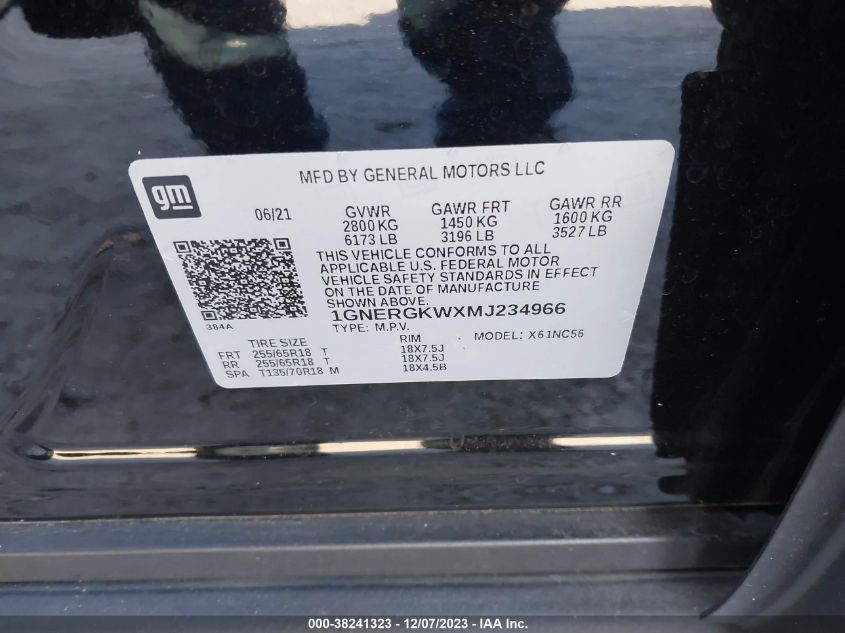 MFD BY GENERAL MOTORS LLC
gm
06/21 GVWR GAWR FRT GAWR RR
2800 KG 1450 KG 1600 KG
6173 LB 3196 LB 3527 LB
THIS VEHICLE CONFORMS TO ALL
APPLICABLE U.S. FEDERAL MOTOR
VEHICLE SAFETY STANDARDS IN EFFECT
ON THE DATE OF MANUFACTURE
SHOWN ABOVE.
1GNERGKWXMJ234966
384A
TYPE: M.P.V. MODEL: X61NC56
TIRE SIZE RIM
FRT 255/65R18 T 18X7.5J
RR 255/65R18 T 18X7.5J
SPA T135/70R18 M 18X4.5B
000-38241323 - 12/07/2023 - IAA Inc.